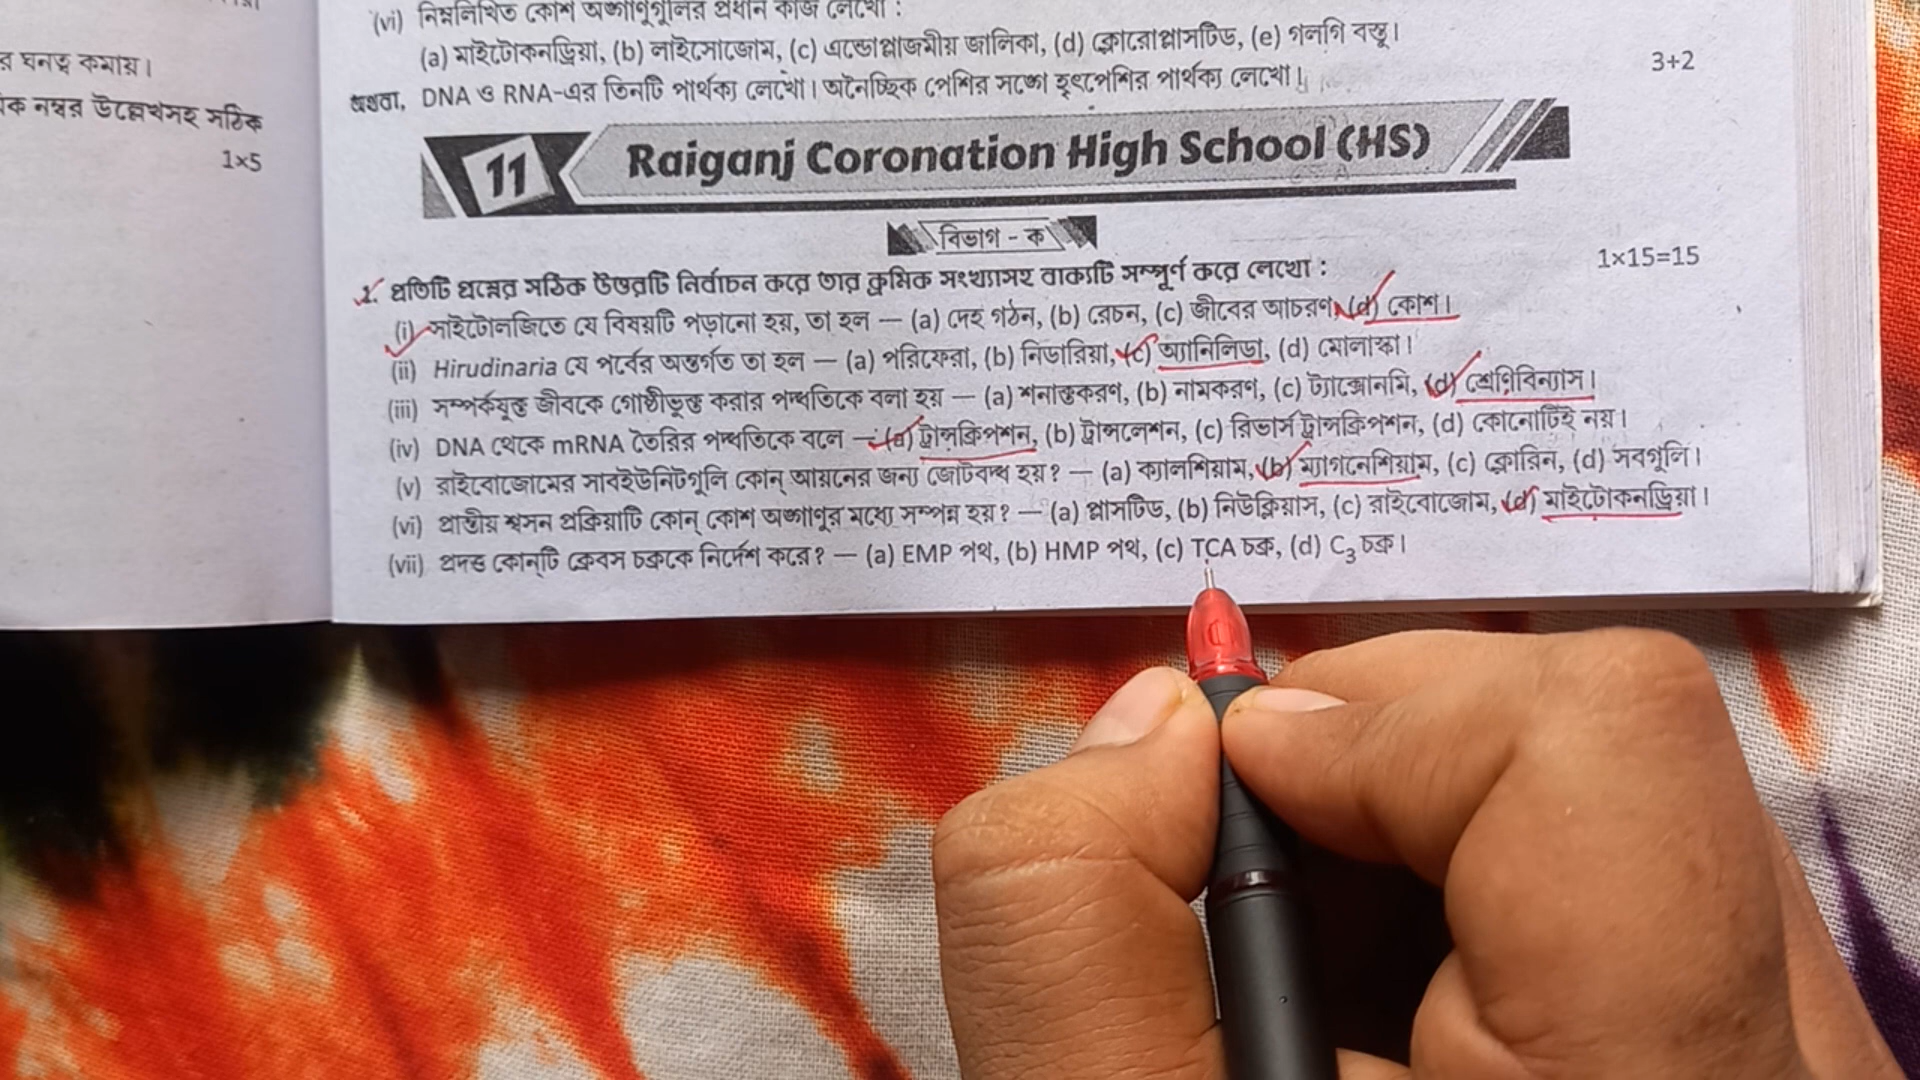 র ঘনত্ব কমায়।
ক নম্বর উল্লেখসহ সঠিক
1×5
(vi) নিম্নলিখিত কোশ অঙ্গাণুগুলির প্রধান কাজ লেখো :
(a) মাইটোকনড্রিয়া, (b) লাইসোজোম, (c) এন্ডোপ্লাজমীয় জালিকা, (d) ক্লোরোপ্লাসটিড, (e) গলগি বস্তু।
অথবা, DNA ও RNA-এর তিনটি পার্থক্য লেখো। অনৈচ্ছিক পেশির সঙ্গে হৃৎপেশির পার্থক্য লেখো। 3+2
11 Raiganj Coronation High School (HS)
বিভাগ - ক
1. প্রতিটি প্রশ্নের সঠিক উত্তরটি নির্বাচন করে তার ক্রমিক সংখ্যাসহ বাক্যটি সম্পূর্ণ করে লেখো : 1×15=15
(i) সাইটোলজিতে যে বিষয়টি পড়ানো হয়, তা হল — (a) দেহ গঠন, (b) রেচন, (c) জীবের আচরণ, (d) কোশ।
(ii) Hirudinaria যে পর্বের অন্তর্গত তা হল — (a) পরিফেরা, (b) নিডারিয়া, (c) অ্যানিলিডা, (d) মোলাস্কা।
(iii) সম্পর্কযুক্ত জীবকে গোষ্ঠীভুক্ত করার পদ্ধতিকে বলা হয় — (a) শনাক্তকরণ, (b) নামকরণ, (c) ট্যাক্সোনমি, (d) শ্রেণিবিন্যাস।
(iv) DNA থেকে mRNA তৈরির পদ্ধতিকে বলে — (a) ট্রান্সক্রিপশন, (b) ট্রান্সলেশন, (c) রিভার্স ট্রান্সক্রিপশন, (d) কোনোটিই নয়।
(v) রাইবোজোমের সাবইউনিটগুলি কোন্ আয়নের জন্য জোটবদ্ধ হয়? — (a) ক্যালশিয়াম, (b) ম্যাগনেশিয়াম, (c) ক্লোরিন, (d) সবগুলি।
(vi) প্রান্তীয় শ্বসন প্রক্রিয়াটি কোন্ কোশ অঙ্গাণুর মধ্যে সম্পন্ন হয়? — (a) প্লাসটিড, (b) নিউক্লিয়াস, (c) রাইবোজোম, (d) মাইটোকনড্রিয়া।
(vii) প্রদত্ত কোন্‌টি ক্রেবস চক্রকে নির্দেশ করে? — (a) EMP পথ, (b) HMP পথ, (c) TCA চক্র, (d) C₃ চক্র।